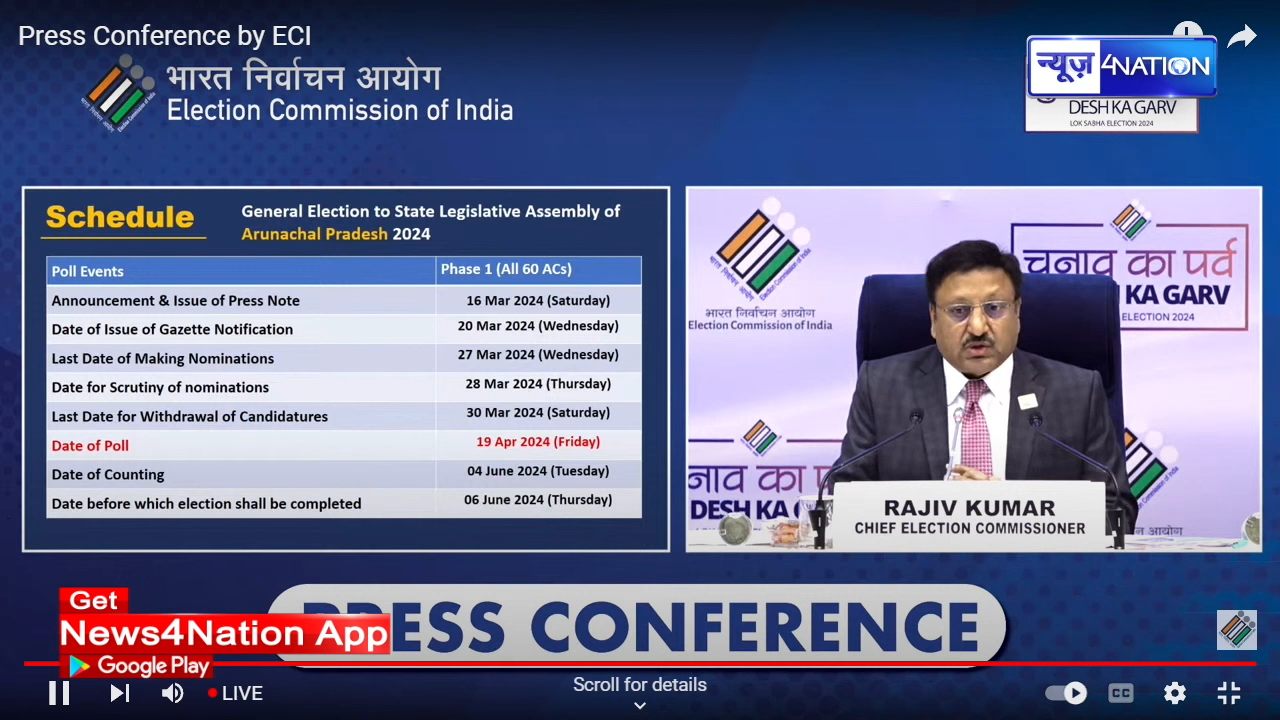 Press Conference by ECI
भारत निर्वाचन आयोग
Election Commission of India
न्यूज़ 4NATION
DESH KA GARV
LOK SABHA ELECTION 2024
Schedule
General Election to State Legislative Assembly of
Arunachal Pradesh 2024
Poll Events Phase 1 (All 60 ACs)
Announcement & Issue of Press Note 16 Mar 2024 (Saturday)
Date of Issue of Gazette Notification 20 Mar 2024 (Wednesday)
Last Date of Making Nominations 27 Mar 2024 (Wednesday)
Date for Scrutiny of nominations 28 Mar 2024 (Thursday)
Last Date for Withdrawal of Candidatures 30 Mar 2024 (Saturday)
Date of Poll 19 Apr 2024 (Friday)
Date of Counting 04 June 2024 (Tuesday)
Date before which election shall be completed 06 June 2024 (Thursday)
भारत निर्वाचन आयोग
Election Commission of India
चुनाव का पर्व
KA GARV
ELECTION 2024
का
DESH KA
आयोग
RAJIV KUMAR
CHIEF ELECTION COMMISSIONER
PRESS CONFERENCE
Get
News4Nation App
Google Play
LIVE
Scroll for details
CC